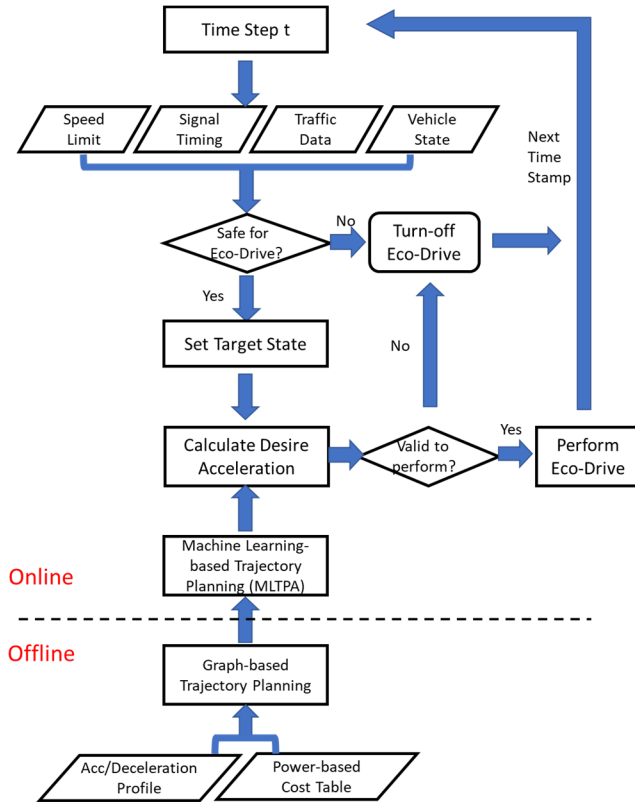 Time Step t
Speed
Limit
Signal
Timing
Traffic
Data
Vehicle
State
Next
Time
Stamp
Safe for
Eco-Drive?
No
Turn-off
Eco-Drive
Yes
Set Target State
No
Calculate Desire
Acceleration
Valid to
perform?
Yes
Perform
Eco-Drive
Machine Learning-
based Trajectory
Planning (MLTPA)
Online
Offline
Graph-based
Trajectory Planning
Acc/Deceleration
Profile
Power-based
Cost Table